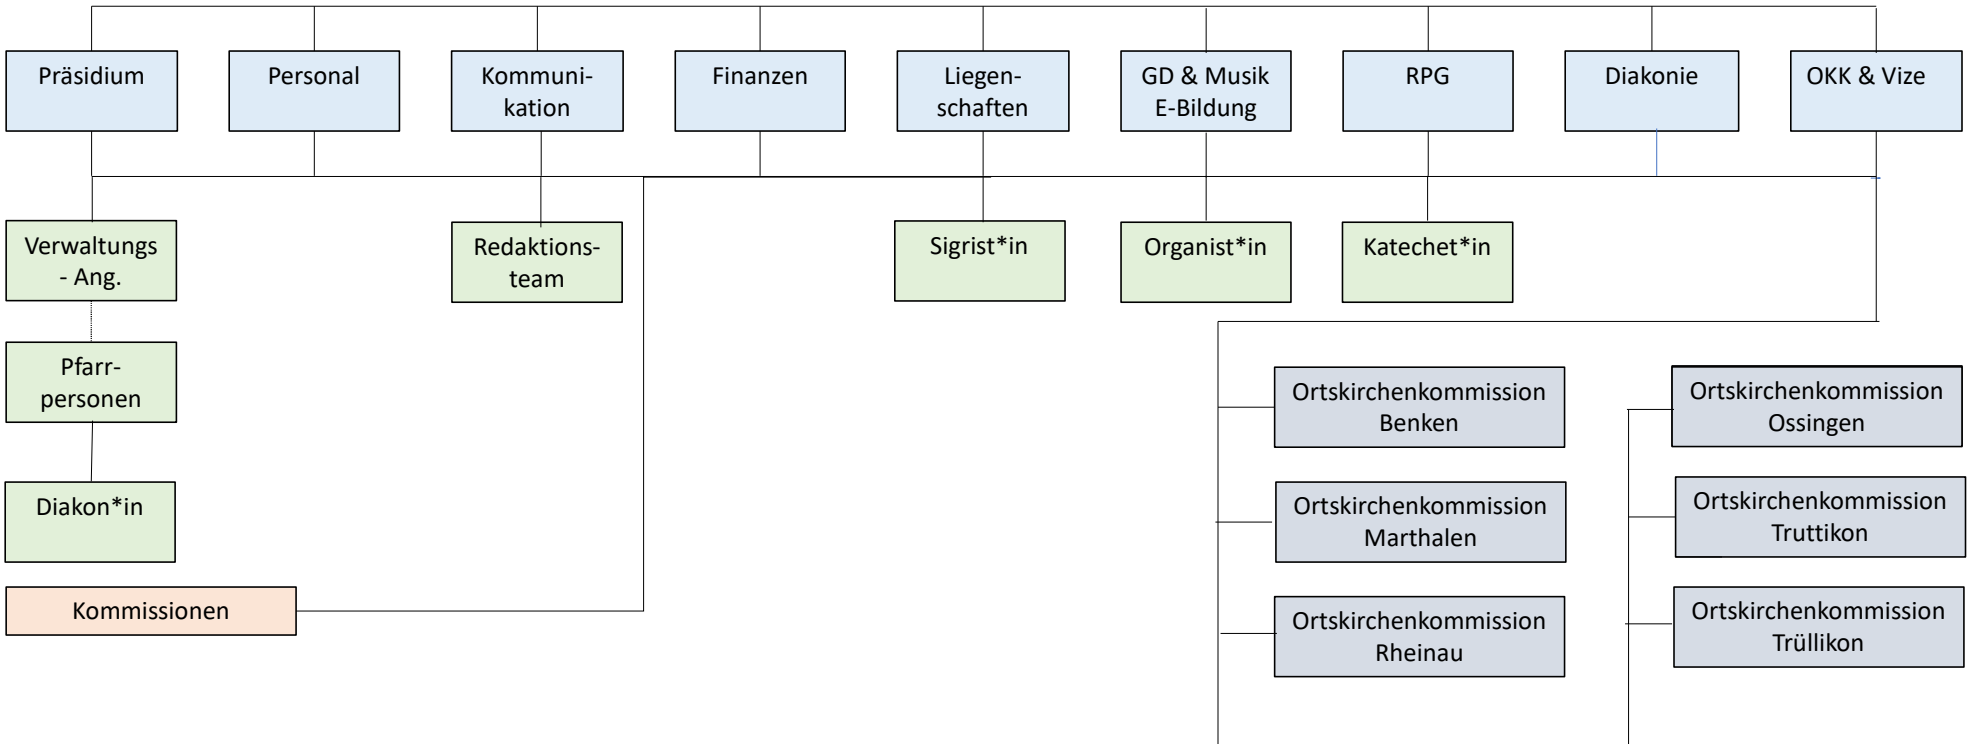 Präsidium
Personal
Kommuni-
kation
Finanzen
Liegen-
schaften
GD & Musik
E-Bildung
RPG
Diakonie
OKK & Vize
Verwaltungs
- Ang.
Redaktions-
team
Sigrist*in
Organist*in
Katechet*in
Pfarr-
personen
Diakon*in
Kommissionen
Ortskirchenkommission
Benken
Ortskirchenkommission
Marthalen
Ortskirchenkommission
Rheinau
Ortskirchenkommission
Ossingen
Ortskirchenkommission
Truttikon
Ortskirchenkommission
Trüllikon